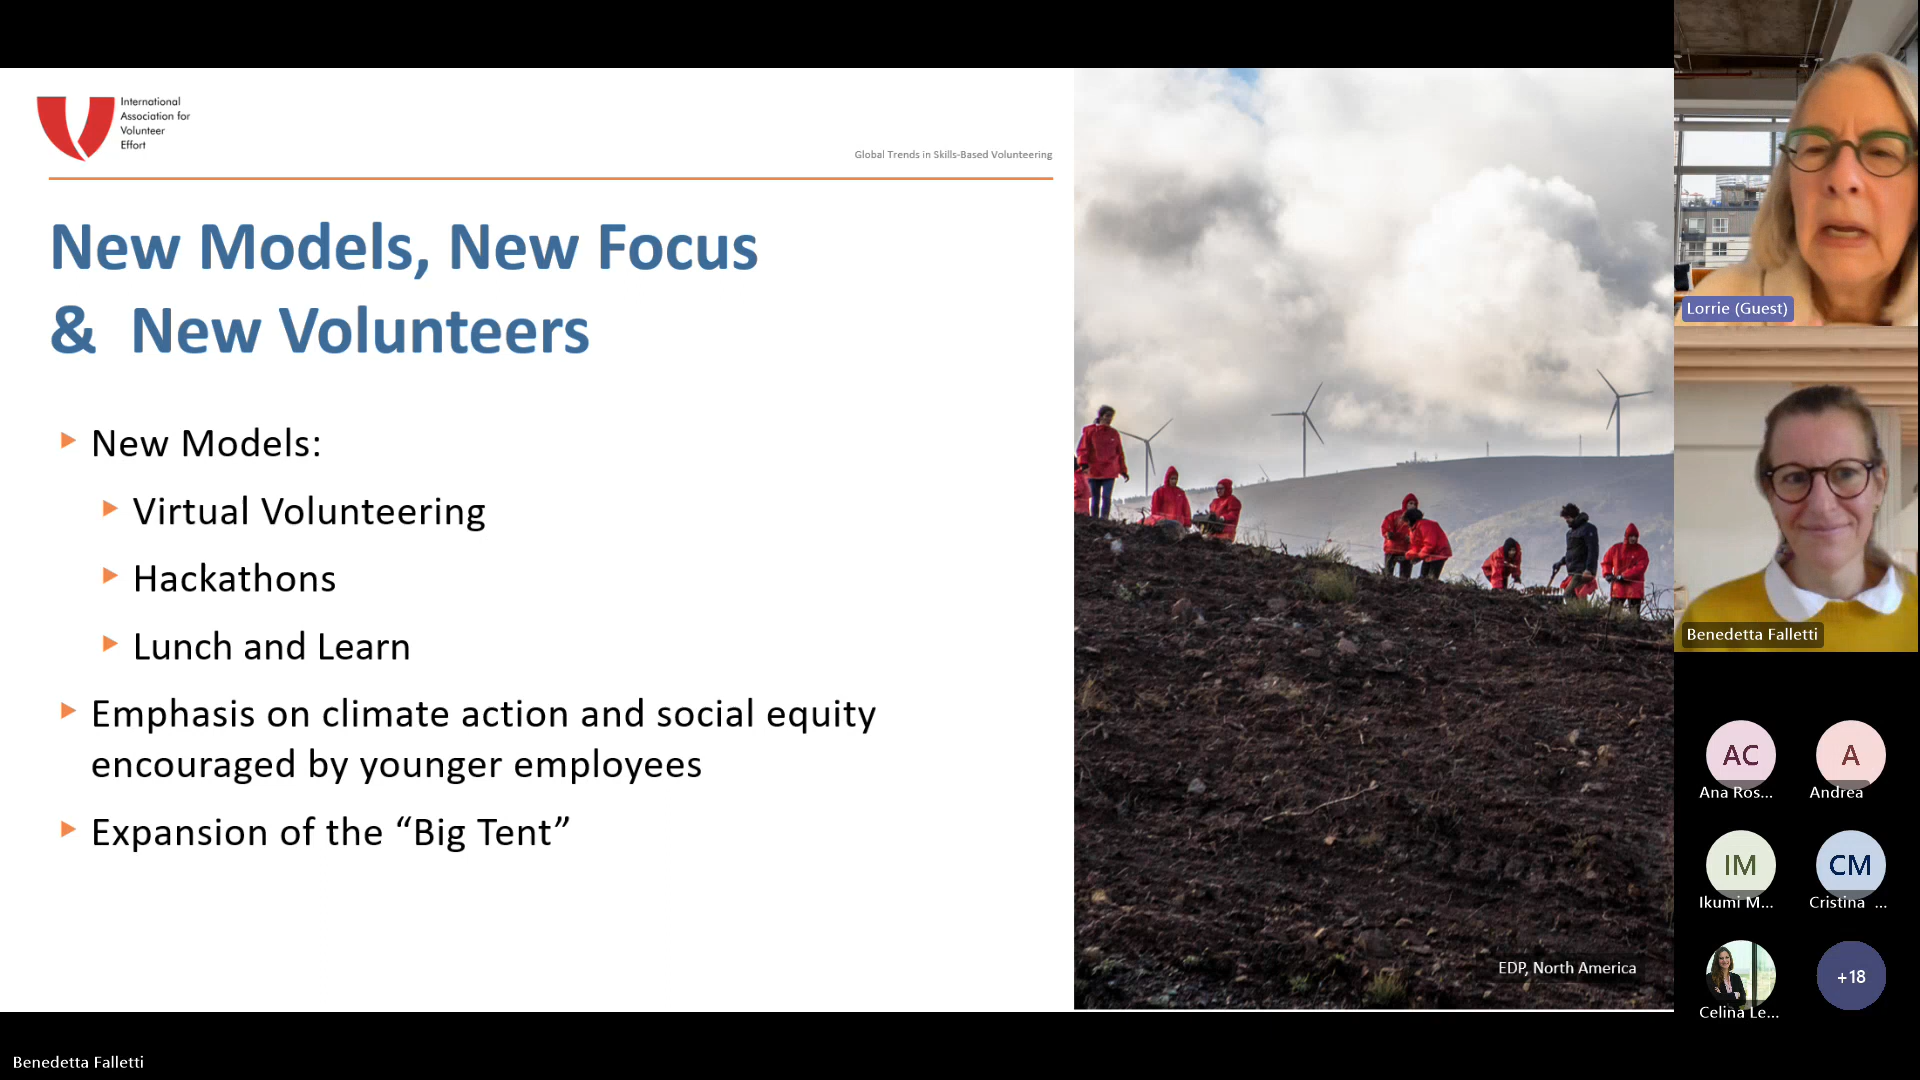 International
Association for
Volunteer
Effort
Global Trends in Skills-Based Volunteering
New Models, New Focus
& New Volunteers
New Models:
Virtual Volunteering
Hackathons
Lunch and Learn
Emphasis on climate action and social equity
encouraged by younger employees
Expansion of the “Big Tent”
EDP, North America
Lorrie (Guest)
Benedetta Falletti
AC
A
Ana Ros...
Andrea
IM
CM
Ikumi M...
Cristina ...
Celina Le...
+18
Benedetta Falletti